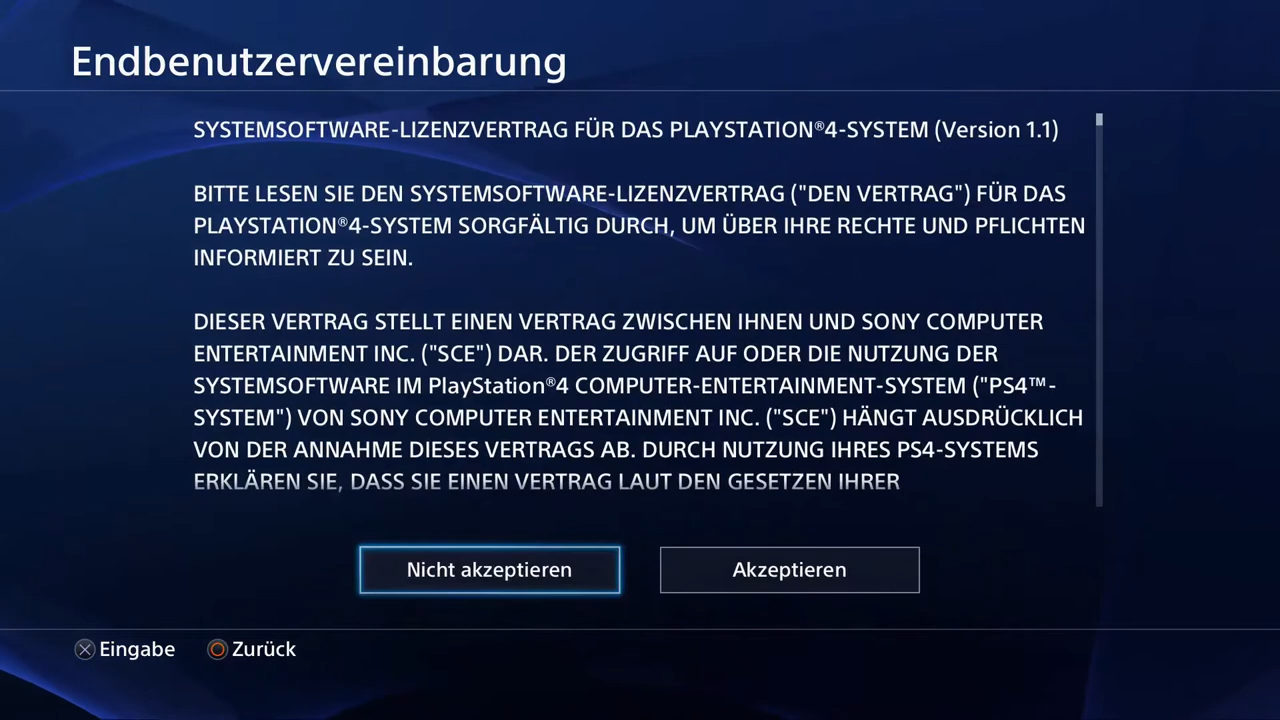 Endbenutzervereinbarung
SYSTEMSOFTWARE-LIZENZVERTRAG FÜR DAS PLAYSTATION®4-SYSTEM (Version 1.1)
BITTE LESEN SIE DEN SYSTEMSOFTWARE-LIZENZVERTRAG ("DEN VERTRAG") FÜR DAS
PLAYSTATION®4-SYSTEM SORGFÄLTIG DURCH, UM ÜBER IHRE RECHTE UND PFLICHTEN
INFORMIERT ZU SEIN.
DIESER VERTRAG STELLT EINEN VERTRAG ZWISCHEN IHNEN UND SONY COMPUTER
ENTERTAINMENT INC. ("SCE") DAR. DER ZUGRIFF AUF ODER DIE NUTZUNG DER
SYSTEMSOFTWARE IM PlayStation®4 COMPUTER-ENTERTAINMENT-SYSTEM ("PS4™-
SYSTEM") VON SONY COMPUTER ENTERTAINMENT INC. ("SCE") HÄNGT AUSDRÜCKLICH
VON DER ANNAHME DIESES VERTRAGS AB. DURCH NUTZUNG IHRES PS4-SYSTEMS
ERKLÄREN SIE, DASS SIE EINEN VERTRAG LAUT DEN GESETZEN IHRER
Nicht akzeptieren
Akzeptieren
Eingabe
Zurück